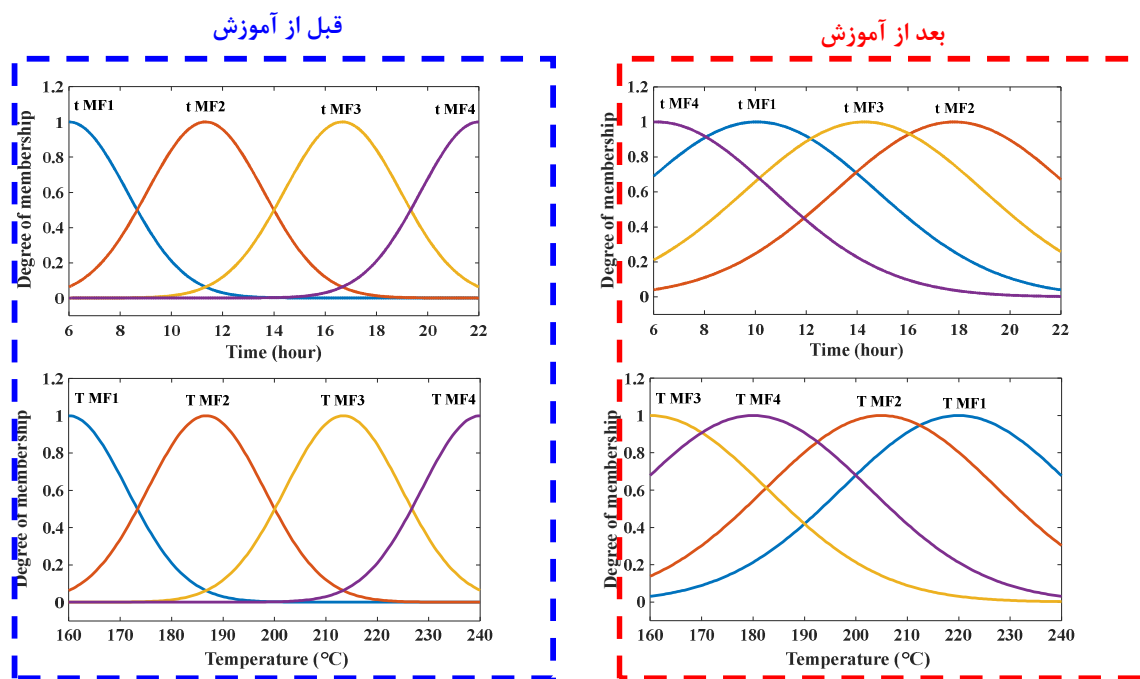 قبل از آموزش
بعد از آموزش
t MF1 t MF2 t MF3 t MF4
1.2
1
0.8
0.6
0.4
0.2
0
Degree of membership
6 8 10 12 14 16 18 20 22
Time (hour)
t MF4 t MF1 t MF3 t MF2
1.2
1
0.8
0.6
0.4
0.2
0
Degree of membership
6 8 10 12 14 16 18 20 22
Time (hour)
T MF1 T MF2 T MF3 T MF4
1.2
1
0.8
0.6
0.4
0.2
0
Degree of membership
160 170 180 190 200 210 220 230 240
Temperature (°C)
T MF3 T MF4 T MF2 T MF1
1.2
1
0.8
0.6
0.4
0.2
0
Degree of membership
160 170 180 190 200 210 220 230 240
Temperature (°C)